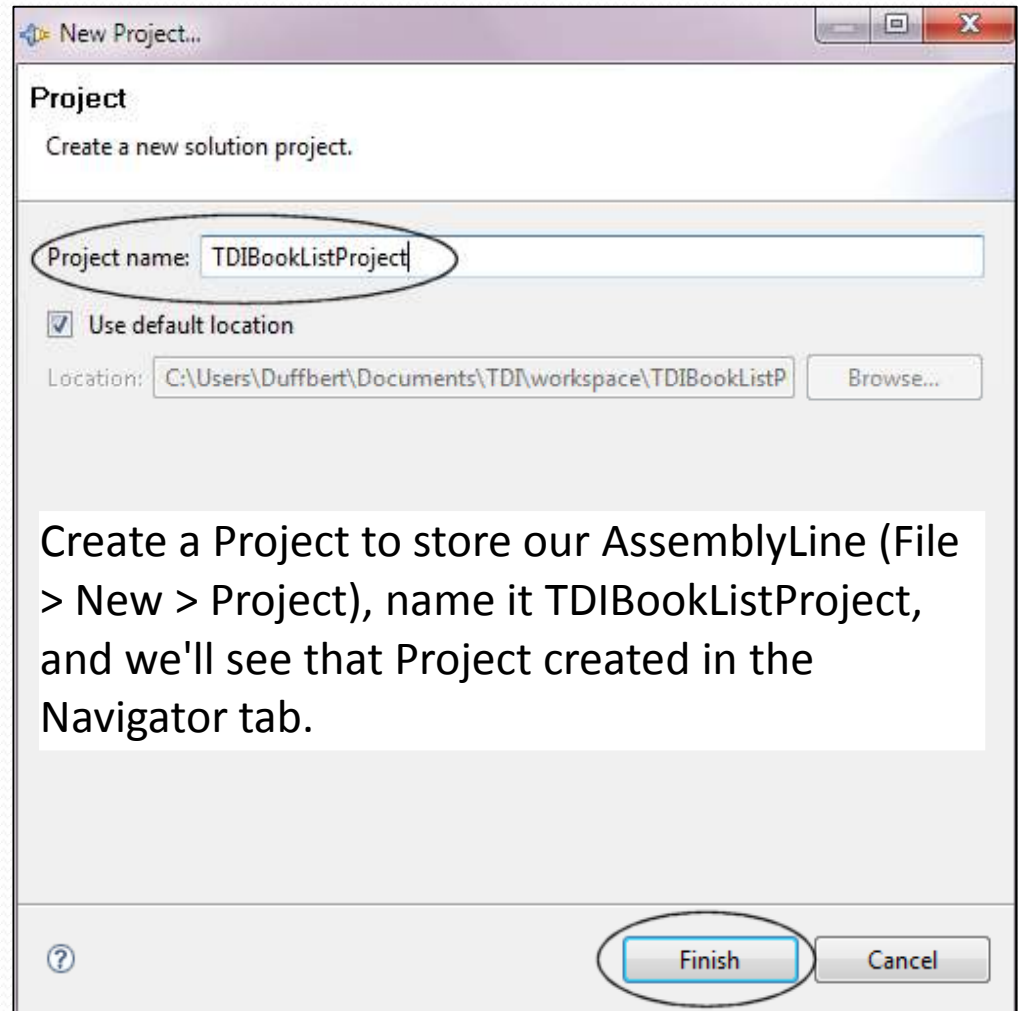 New Project...
X
Project
Create a new solution project.
Project name: TDIBookListProject
Use default location
Location: C:\Users\Duffbert\Documents\TDI\workspace\TDIBookListP Browse...
Create a Project to store our AssemblyLine (File
> New > Project), name it TDIBookListProject,
and we'll see that Project created in the
Navigator tab.
? Finish Cancel